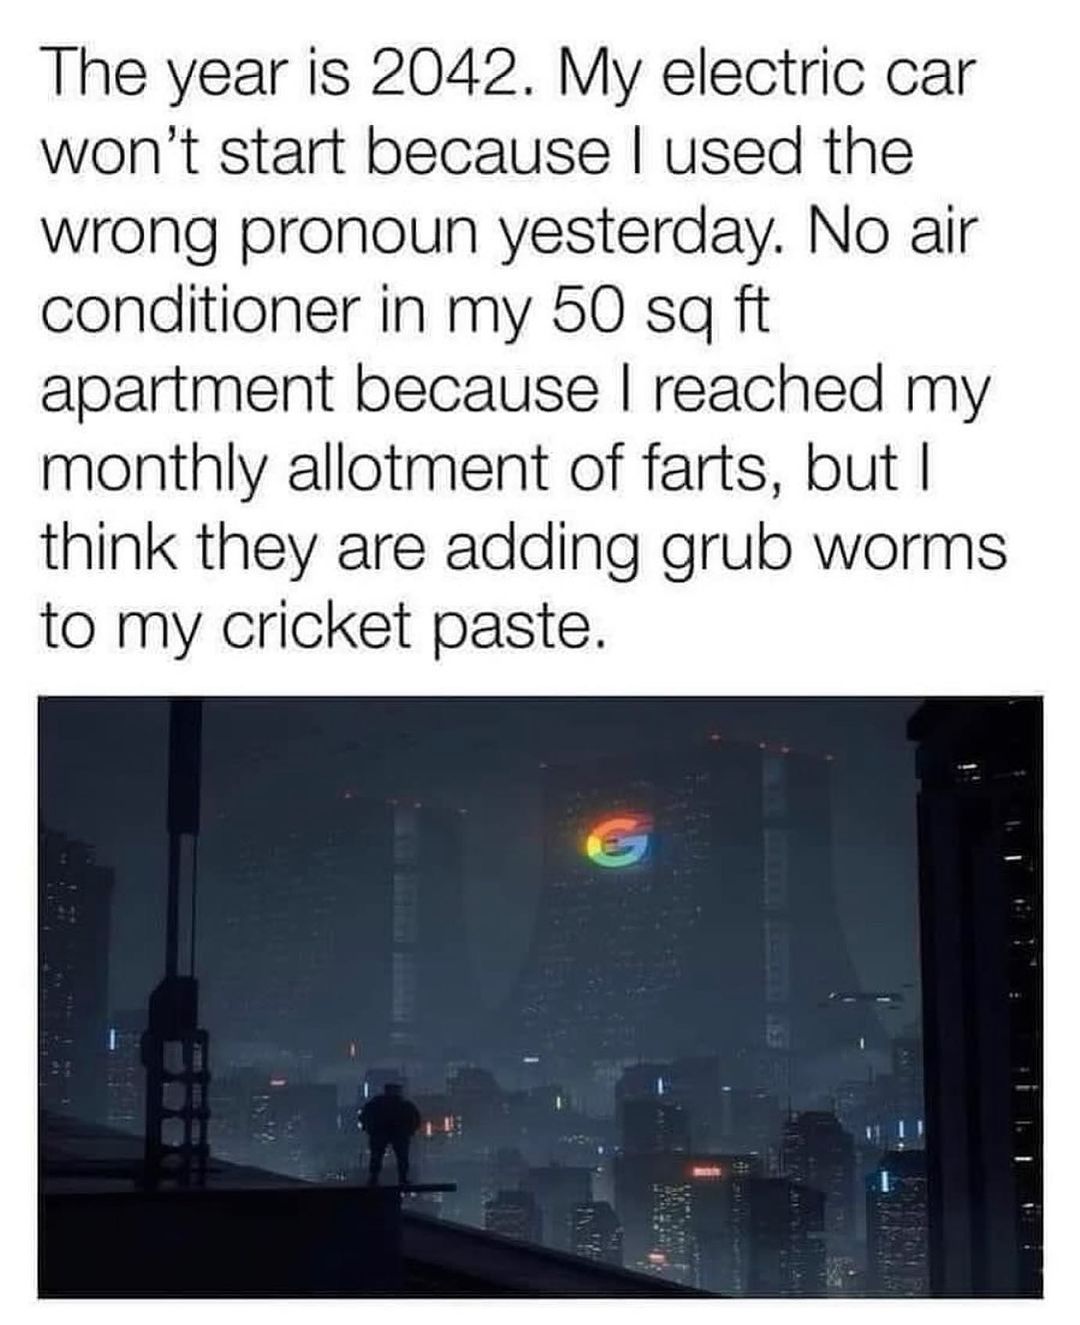 The year is 2042. My electric car
won't start because I used the
wrong pronoun yesterday. No air
conditioner in my 50 sq ft
apartment because I reached my
monthly allotment of farts, but I
think they are adding grub worms
to my cricket paste.
G